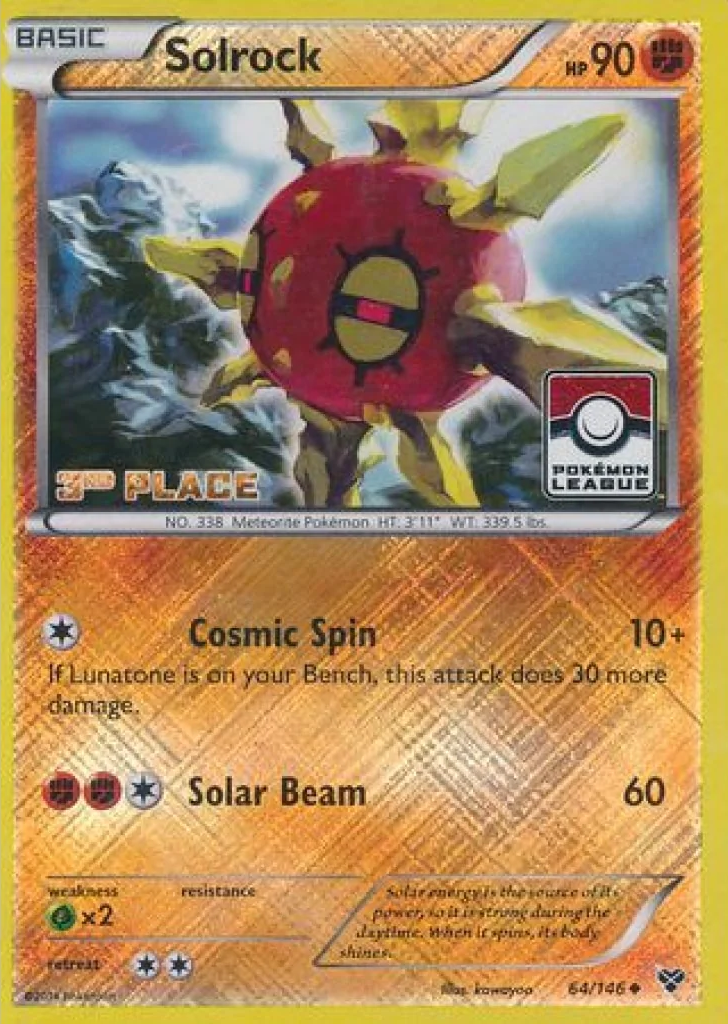 BASIC
Solrock
HP 90
3RD PLACE
POKÉMON
LEAGUE
NO. 338 Meteorite Pokémon HT: 3'11" WT: 339.5 lbs.
Cosmic Spin 10+
If Lunatone is on your Bench, this attack does 30 more
damage.
Solar Beam 60
weakness resistance
x2
retreat
Solar energy is the source of its
power, so it is strong during the
daytime. When it spins, its body
shines.
Illus. kawayoo 64/146